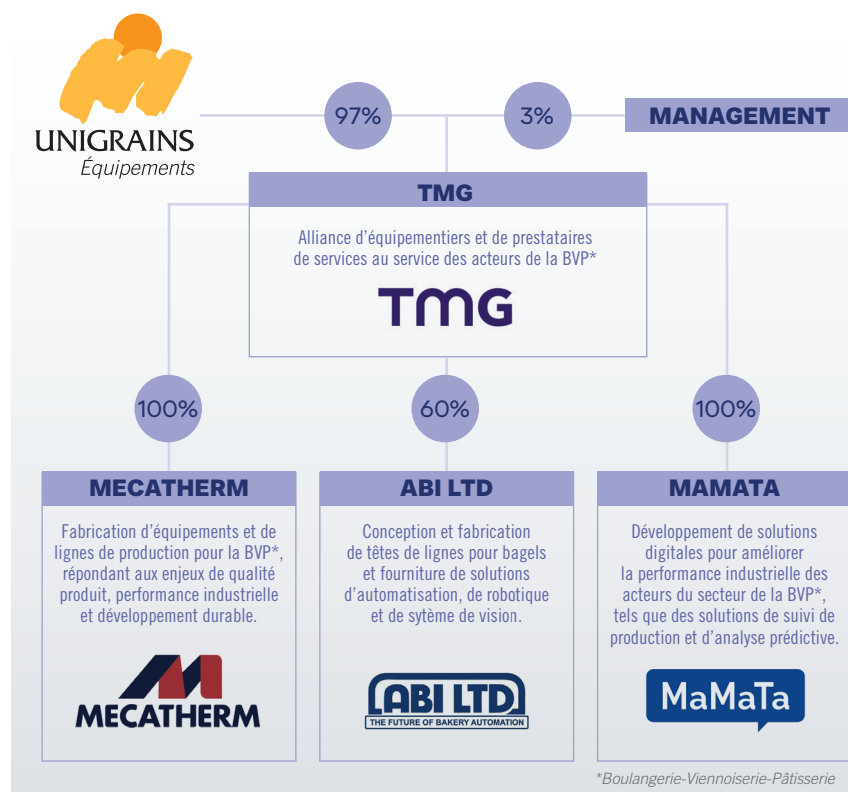 UNIGRAINS
Équipements
97%
3%
MANAGEMENT
TMG
Alliance d'équipementiers et de prestataires
de services au service des acteurs de la BVP*
TMG
100%
60%
100%
MECATHERM
Fabrication d'équipements et de
lignes de production pour la BVP*,
répondant aux enjeux de qualité
produit, performance industrielle
et développement durable.
MECATHERM
ABI LTD
Conception et fabrication
de têtes de lignes pour bagels
et fourniture de solutions
d'automatisation, de robotique
et de sytème de vision.
ABI LTD
THE FUTURE OF BAKERY AUTOMATION
MAMATA
Développement de solutions
digitales pour améliorer
la performance industrielle des
acteurs du secteur de la BVP*,
tels que des solutions de suivi de
production et d'analyse prédictive.
MaMaTa
*Boulangerie-Viennoiserie-Pâtisserie